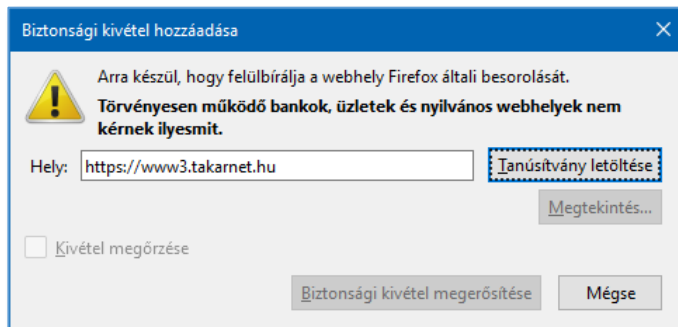 Biztonsági kivétel hozzáadása
Arra készül, hogy felülbírálja a webhely Firefox általi besorolását.
Törvényesen működő bankok, üzletek és nyilvános webhelyek nem
kérnek ilyesmit.
Hely: https://www3.takarnet.hu Tanúsítvány letöltése
Megtekintés...
Kivétel megőrzése
Biztonsági kivétel megerősítése Mégse